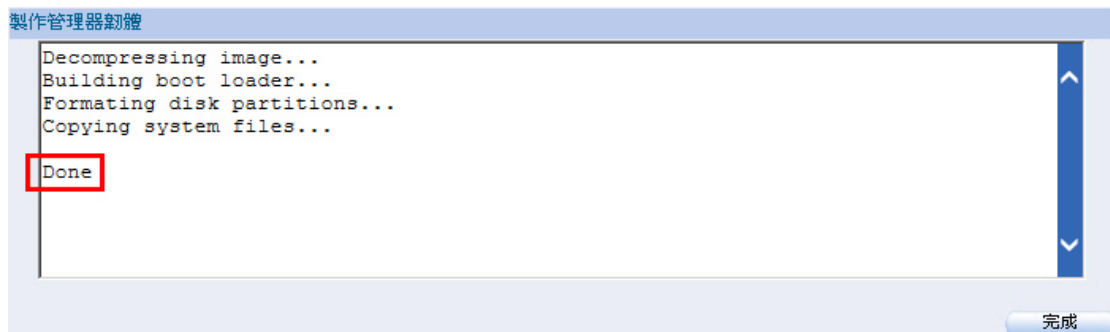 製作管理器韌體
Decompressing image...
Building boot loader...
Formating disk partitions...
Copying system files...
Done
完成